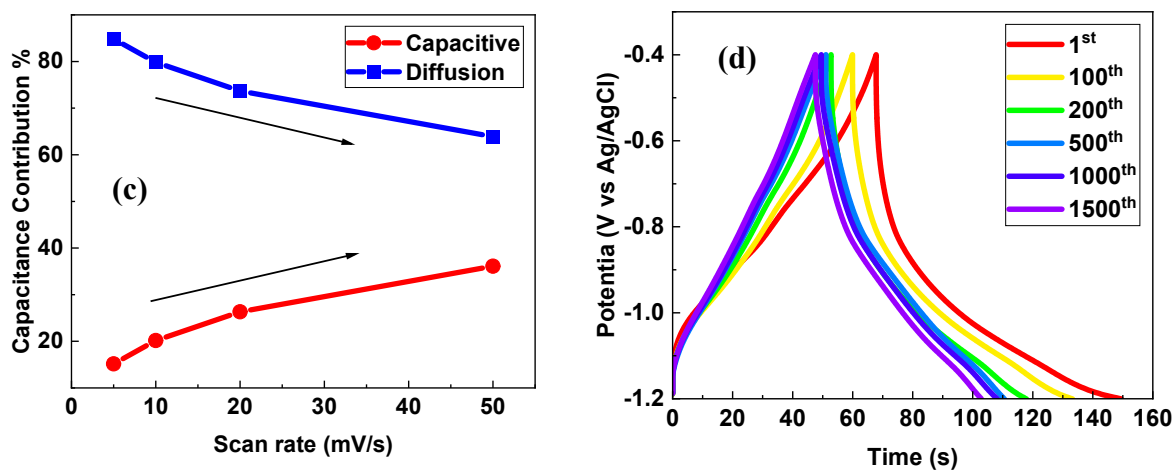 Capacitance Contribution %
80
60
40
20
0 10 20 30 40 50
Scan rate (mV/s)
Capacitive
Diffusion
(c)
Potentia (V vs Ag/AgCl)
-0.4
-0.6
-0.8
-1.0
-1.2
0 20 40 60 80 100 120 140 160
Time (s)
(d)
1st
100th
200th
500th
1000th
1500th